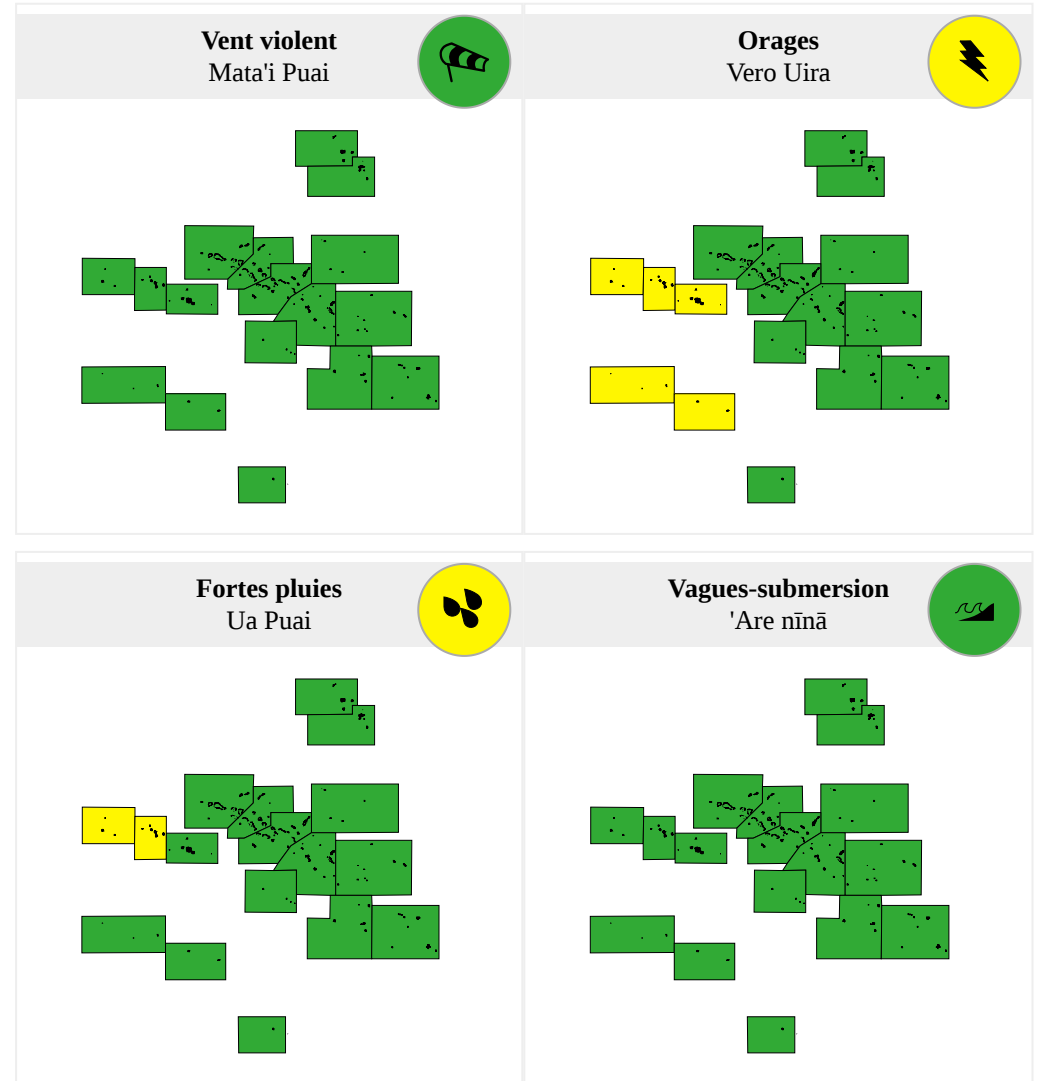 Vent violent
Mata'i Puai
Orages
Vero Uira
Fortes pluies
Ua Puai
Vagues-submersion
'Are nīnā